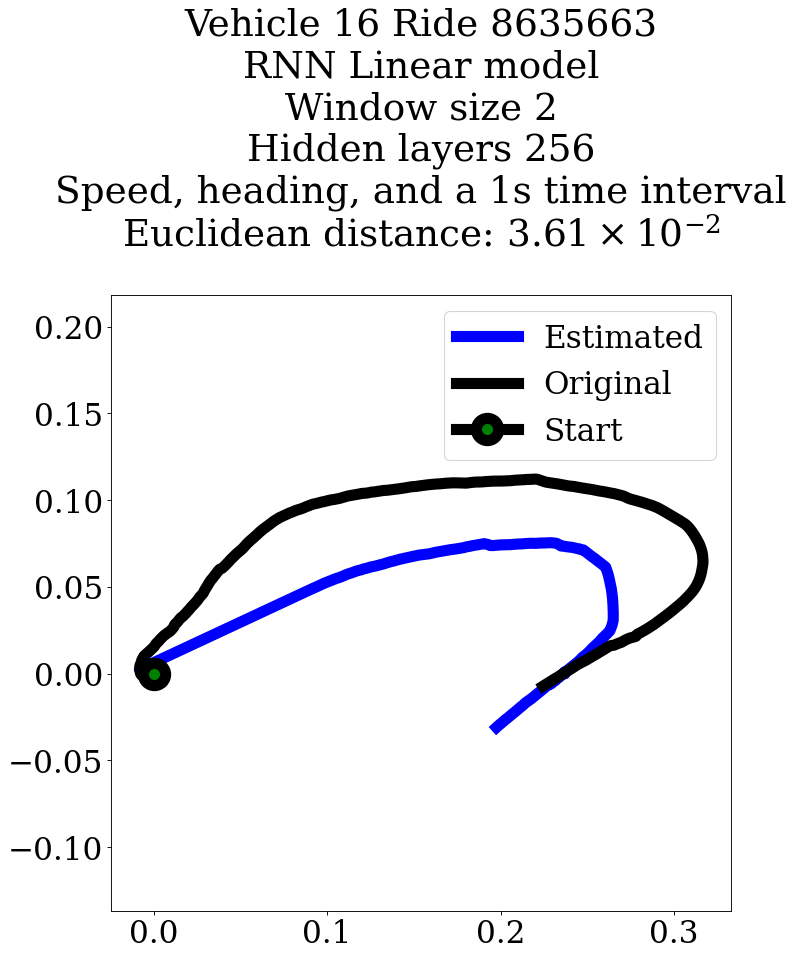 Vehicle 16 Ride 8635663
RNN Linear model
Window size 2
Hidden layers 256
Speed, heading, and a 1s time interval
Euclidean distance: 3.61 × 10⁻²
Estimated
Original
Start
0.20
0.15
0.10
0.05
0.00
−0.05
−0.10
0.0 0.1 0.2 0.3